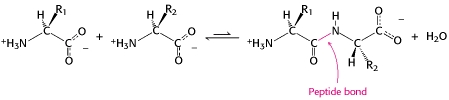 H R₁ H R₂ H R₁ H O
⁺H₃N C C O O⁻ + ⁺H₃N C C O O⁻ ⇌ ⁺H₃N C C N C C O⁻ + H₂O
O H R₂
Peptide bond